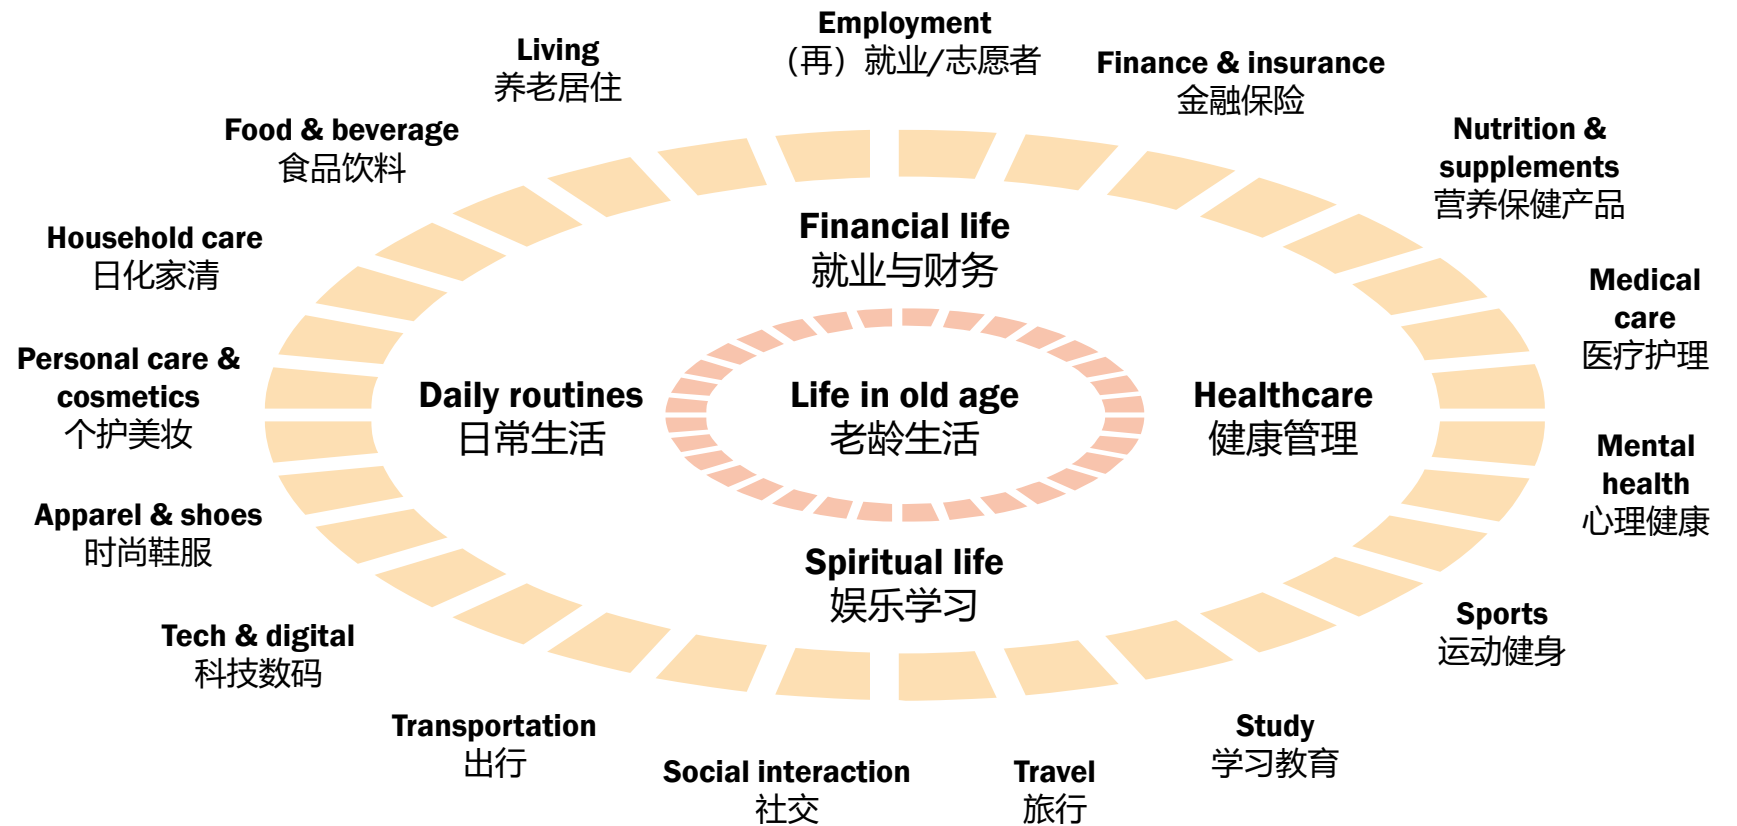 Employment
（再）就业/志愿者
Living
养老居住
Finance & insurance
金融保险
Food & beverage
食品饮料
Nutrition &
supplements
营养保健产品
Household care
日化家清
Financial life
就业与财务
Medical
care
医疗护理
Personal care &
cosmetics
个护美妆
Daily routines
日常生活
Life in old age
老龄生活
Healthcare
健康管理
Mental
health
心理健康
Apparel & shoes
时尚鞋服
Spiritual life
娱乐学习
Sports
运动健身
Tech & digital
科技数码
Transportation
出行
Study
学习教育
Social interaction
社交
Travel
旅行